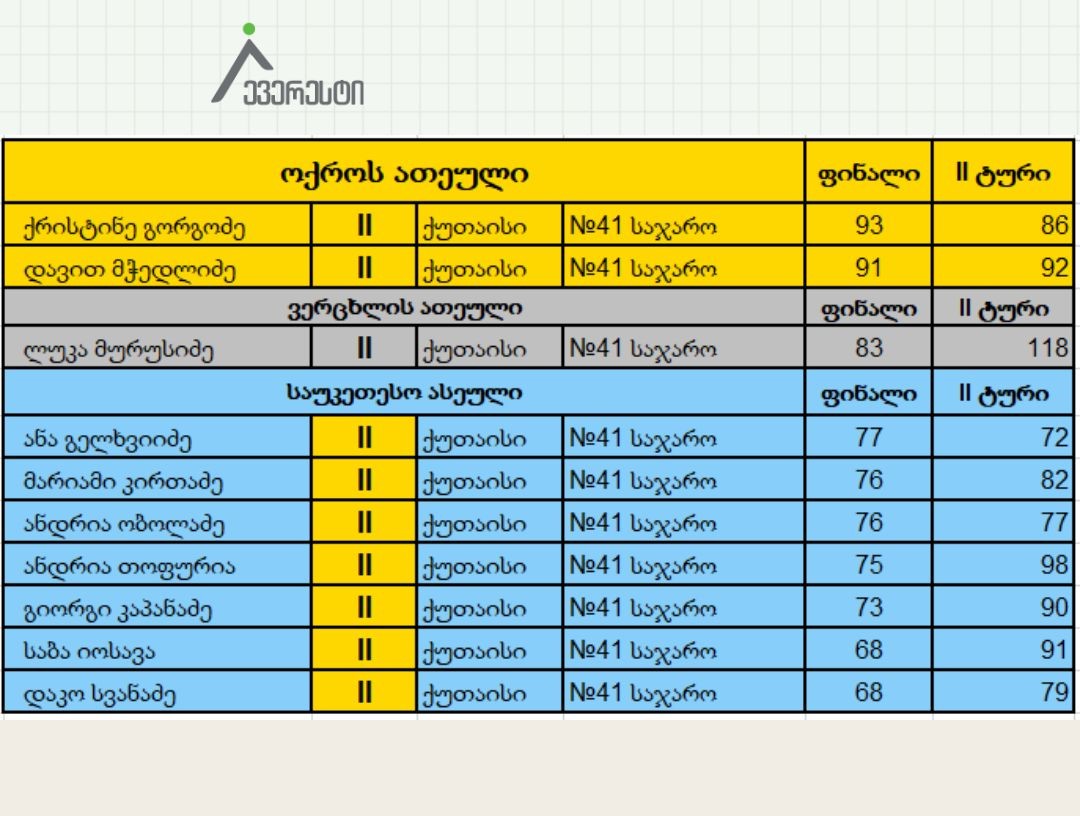 ევერესტი
ოქროს ათეული ფინალი II ტური
ქრისტინე გორგოძე II ქუთაისი №41 საჯარო 93 86
დავით მჭედლიძე II ქუთაისი №41 საჯარო 91 92
ვერცხლის ათეული ფინალი II ტური
ლუკა მურუსიძე II ქუთაისი №41 საჯარო 83 118
საუკეთესო ასეული ფინალი II ტური
ანა გელხვიიძე II ქუთაისი №41 საჯარო 77 72
მარიამი კირთაძე II ქუთაისი №41 საჯარო 76 82
ანდრია ობოლაძე II ქუთაისი №41 საჯარო 76 77
ანდრია თოფურია II ქუთაისი №41 საჯარო 75 98
გიორგი კაპანაძე II ქუთაისი №41 საჯარო 73 90
საბა იოსავა II ქუთაისი №41 საჯარო 68 91
დაკო სვანაძე II ქუთაისი №41 საჯარო 68 79